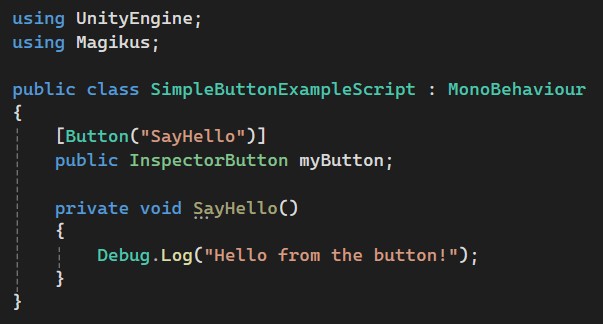 using UnityEngine;
using Magikus;
public class SimpleButtonExampleScript : MonoBehaviour
{
[Button("SayHello")]
public InspectorButton myButton;
private void SayHello()
{
Debug.Log("Hello from the button!");
}
}